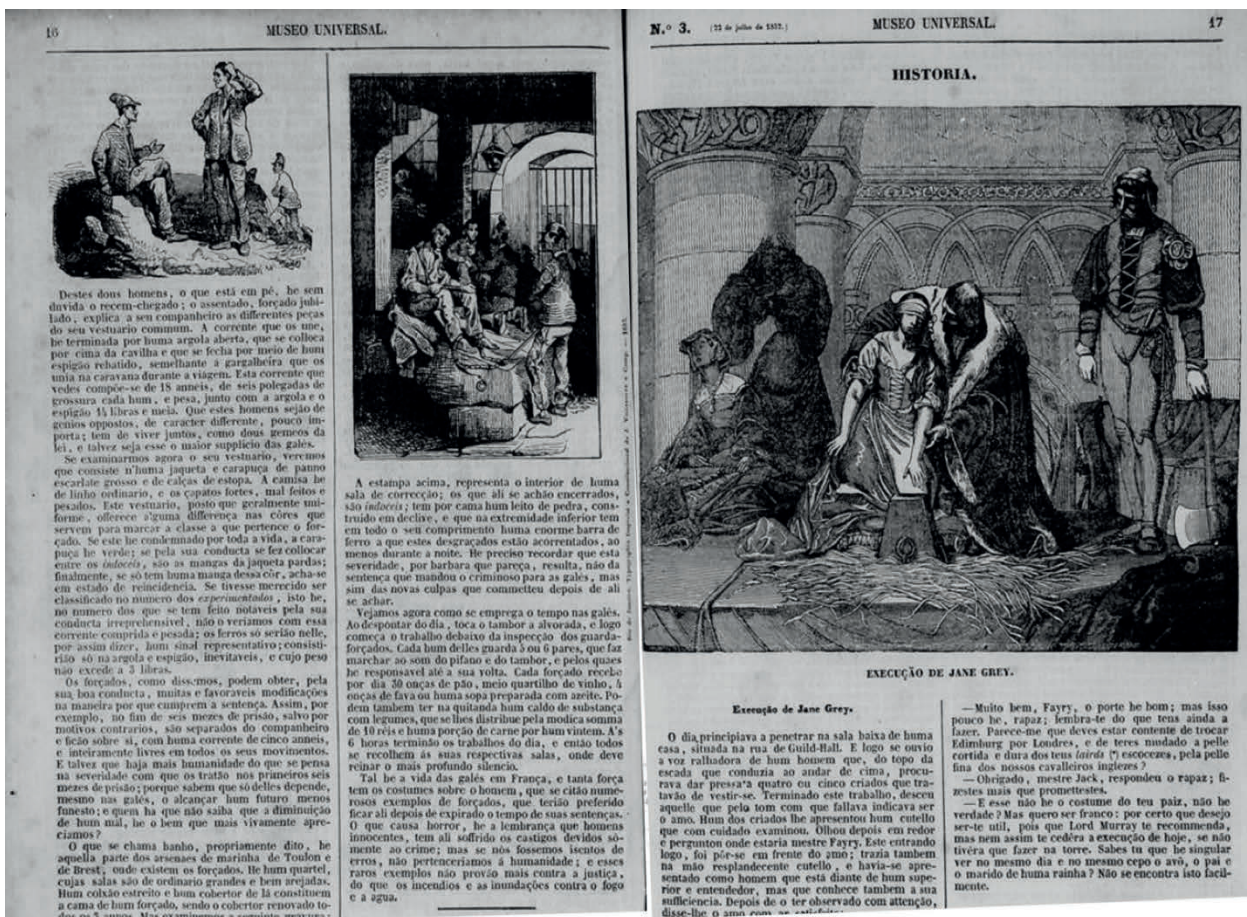 16
MUSEO UNIVERSAL.
Destes dous homens, o que está em pé, he sem
duvida o recem-chegado; o assentado, forçado jubi-
lado, explica a seu companheiro as differentes peças
do seu vestuario commum. A corrente que os une,
he terminada por huma argola aberta, que se colloca
por cima da cavilha e que se fecha por meio de hum
espigão rebatido, semelhante á gargalheira que os
unia na caravana durante a viagem. Esta corrente que
vedes compõe-se de 18 anneis, de seis polegadas de
grossura cada hum, e pesa, junto com a argola e o
espigão 14 libras e meia. Que estes homens sejão de
genios oppostos, de carácter differente, pouco im-
porta; tem de viver juntos, como dous gemeos da
lei, e talvez seja esse o maior supplicio das galés.
Se examinarmos agora o seu vestuario, veremos
que consiste n'huma jaqueta e carapuça de panno
escarlate grosso e de calças de estopa. A camisa he
de linho ordinario, e os çapatos fortes, mal feitos e
pesados. Este vestuario, posto que geralmente uni-
forme, offerece alguma differença nas côres que
servem para marcar a classe a que pertence o for-
çado. Se este he condemnado por toda a vida, a cara-
puça he verde; se pela sua conducta se fez collocar
entre os indoceis, são as mangas da jaqueta pardas;
finalmente, se só tem huma manga dessa côr, acha-se
em estado de reincidencia. Se tivesse merecido ser
classificado no numero dos experimentados, isto he,
no numero dos que se tem feito notaveis pela sua
conducta irreprehensivel, não o veriamos com essa
corrente comprida e pesada; os ferros só serião nelle,
por assim dizer, hum sinal representativo; consisti-
rião só na argola e espigão, inevitaveis, e cujo peso
não excede a 3 libras.
Os forçados, como dissemos, podem obter, pela
sua boa conducta, muitas e favoraveis modificações
na maneira por que cumprem a sentença. Assim, por
exemplo, no fim de seis mezes de prisão, salvo por
motivos contrarios, são separados do companheiro
e ficão sobre si, com huma corrente de cinco anneis,
e inteiramente livres em todos os seus movimentos.
E talvez que haja mais humanidade do que se pensa
na severidade com que os tratão nos primeiros seis
mezes de prisão; porque sabem que só delles depende,
mesmo nas galés, o alcançar hum futuro menos
funesto; e quem ha que não saiba que a diminuição
de hum mal, he o bem que mais vivamente apre-
ciamos?
O que se chama banho, propriamente dito, he
aquella parte dos arsenaes de marinha de Toulon e
de Brest, onde existem os forçados. He hum quartel,
cujas salas são de ordinario grandes e bem arejadas.
Hum colxão estreito e hum cobertor de lã constituem
a cama de hum forçado, sendo o cobertor renovado to-
dos os 3 annos. Mas examinemos a seguinte gravura:
A estampa acima, representa o interior de huma
sala de correcção; os que ali se achão encerrados,
são indoceis; tem por cama hum leito de pedra, cons-
truido em declive, e que na extremidade inferior tem
em todo o seu comprimento huma enorme barra de
ferro a que estes desgraçados estão acorrentados, ao
menos durante a noite. He preciso recordar que esta
severidade, por barbara que pareça, resulta, não da
sentença que mandou o criminoso para as galés, mas
sim das novas culpas que commetteu depois de ali
se achar.
Vejamos agora como se emprega o tempo nas galés.
Ao despontar do dia, toca o tambor a alvorada, e logo
começa o trabalho debaixo da inspecção dos guarda-
forçados. Cada hum delles guarda 5 ou 6 pares, que faz
marchar ao som do pifano e do tambor, e pelos quaes
he responsavel até a sua volta. Cada forçado recebe
por dia 30 onças de pão, meio quartilho de vinho, 4
onças de fava ou huma sopa preparada com azeite. Po-
dem tambem ter na quitanda hum caldo de substancia
com legumes, que se lhes distribue pela modica somma
de 10 réis e huma porção de carne por hum vintem. A's
6 horas terminão os trabalhos do dia, e então todos
se recolhem ás suas respectivas salas, onde deve
reinar o mais profundo silencio.
Tal he a vida das galés em França, e tanta força
tem os costumes sobre o homem, que se citão nume-
rosos exemplos de forçados, que terião preferido
ficar ali depois de expirado o tempo de suas sentenças.
O que causa horror, he a lembrança que homens
innocentes, tem ali soffrido os castigos devidos só-
mente ao crime; mas se nós fossemos isentos de
erros, não pertenceriamos á humanidade; e esses
raros exemplos não provão mais contra a justiça,
do que os incendios e as inundações contra o fogo
e a agua.
N.º 3.
(22 de julho de 1837.)
MUSEO UNIVERSAL.
17
HISTORIA.
EXECUÇÃO DE JANE GREY.
Execução de Jane Grey.
O dia principiava a penetrar na sala baixa de huma
casa, situada na rua de Guild-Hall. E logo se ouvio
a voz ralhadora de hum homem que, do topo da
escada que conduzia ao andar de cima, procu-
rava dar pressa a quatro ou cinco criados que tra-
tavão de vestir-se. Terminado este trabalho, desceu
aquelle que pelo tom com que fallava indicava ser
o amo. Hum dos criados lhe apresentou hum cutello
que com cuidado examinou. Olhou depois em redor
e perguntou onde estaria mestre Fayry. Este entrando
logo, foi pôr-se em frente do amo; trazia tambem
na mão resplandecente cutello, e havia-se apre-
sentado como homem que está diante de hum supe-
rior e entendedor, mas que conhece tambem a sua
sufficiencia. Depois de o ter observado com attenção,
disse-lhe o amo com ar
—Muito bem, Fayry, o porte he bom; mas isso
pouco he, rapaz; lembra-te do que tens ainda a
fazer. Parece-me que deves estar contente de trocar
Edimburg por Londres, e de teres mudado a pelle
cortida e dura dos teus lairds (*) escocezes, pela pelle
fina dos nossos cavalleiros inglezes?
—Obrigado, mestre Jack, respondeu o rapaz; fi-
zestes mais que promettestes.
—E esse não he o costume do teu paiz, não he
verdade? Mas quero ser franco: por certo que desejo
ser-te util, pois que Lord Murray te recommenda,
mas nem assim te cedêra a execução de hoje, se não
tivéra que fazer na torre. Sabes tu que he singular
ver no mesmo dia e no mesmo cepo o avô, o pai e
o marido de huma rainha? Não se encontra isto facil-
mente.